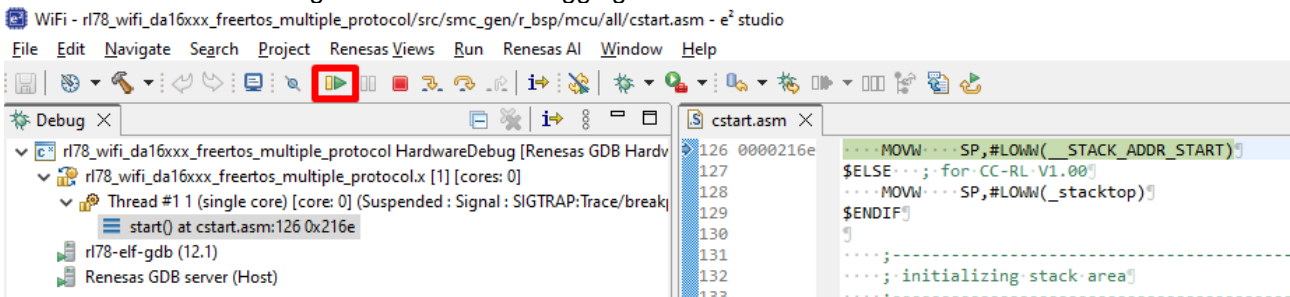 WiFi - rl78_wifi_da16xxx_freertos_multiple_protocol/src/smc_gen/r_bsp/mcu/all/cstart.asm - e² studio
File Edit Navigate Search Project Renesas Views Run Renesas AI Window Help
Debug
cstart.asm
rl78_wifi_da16xxx_freertos_multiple_protocol HardwareDebug [Renesas GDB Hardw
rl78_wifi_da16xxx_freertos_multiple_protocol.x [1] [cores: 0]
Thread #1 1 (single core) [core: 0] (Suspended : Signal : SIGTRAP:Trace/break
start() at cstart.asm:126 0x216e
rl78-elf-gdb (12.1)
Renesas GDB server (Host)
126 0000216e MOVW SP,#LOWW(__STACK_ADDR_START)
127 $ELSE ; for CC-RL V1.00
128 MOVW SP,#LOWW(_stacktop)
129 $ENDIF
130
131 ;-----------------------------------------
132 ; initializing stack area
133 ;-----------------------------------------